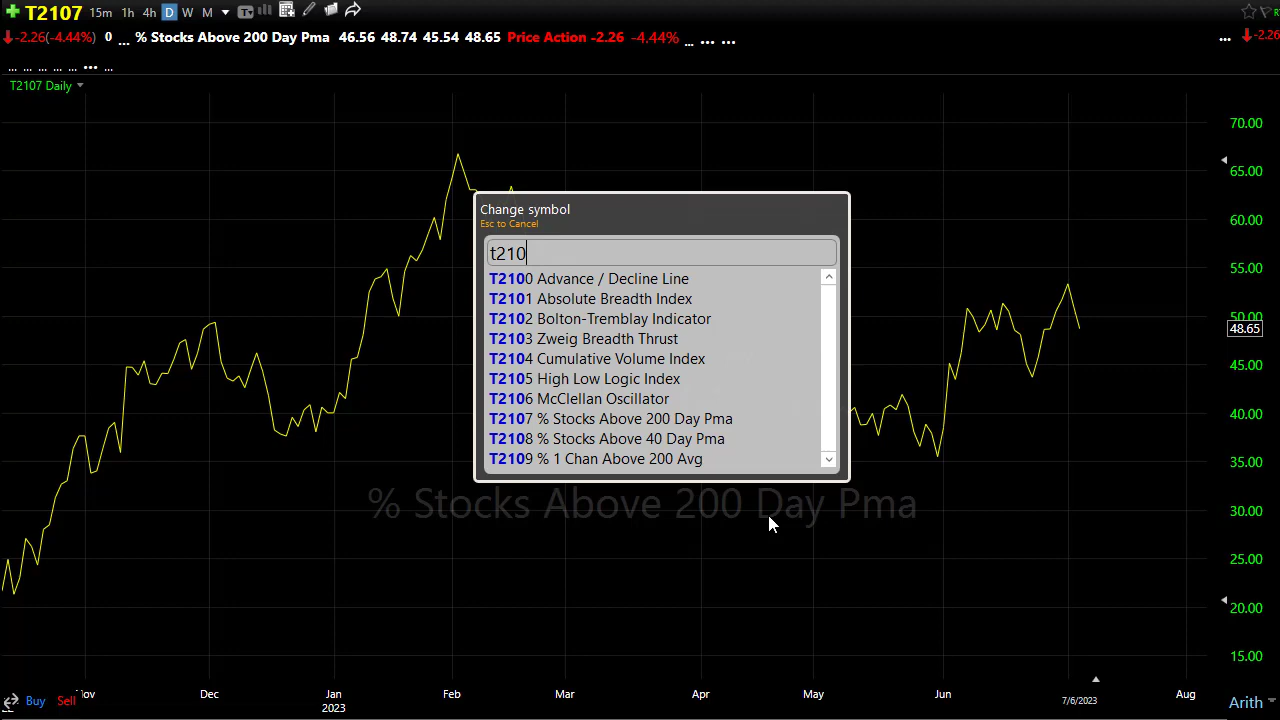 T2107 15m 1h 4h D W M
-2.26(-4.44%) 0 ... % Stocks Above 200 Day Pma 46.56 48.74 45.54 48.65 Price Action -2.26 -4.44% ... ... ... ... -2.26
... ... ... ... ... ... ...
T2107 Daily
Change symbol
Esc to Cancel
t210
T2100 Advance / Decline Line
T2101 Absolute Breadth Index
T2102 Bolton-Tremblay Indicator
T2103 Zweig Breadth Thrust
T2104 Cumulative Volume Index
T2105 High Low Logic Index
T2106 McClellan Oscillator
T2107 % Stocks Above 200 Day Pma
T2108 % Stocks Above 40 Day Pma
T2109 % 1 Chan Above 200 Avg
% Stocks Above 200 Day Pma
70.00
65.00
60.00
55.00
50.00
48.65
45.00
40.00
35.00
30.00
25.00
20.00
15.00
Dec Jan Feb Mar Apr May Jun 7/6/2023 Aug
2023
Buy Sell
Arith